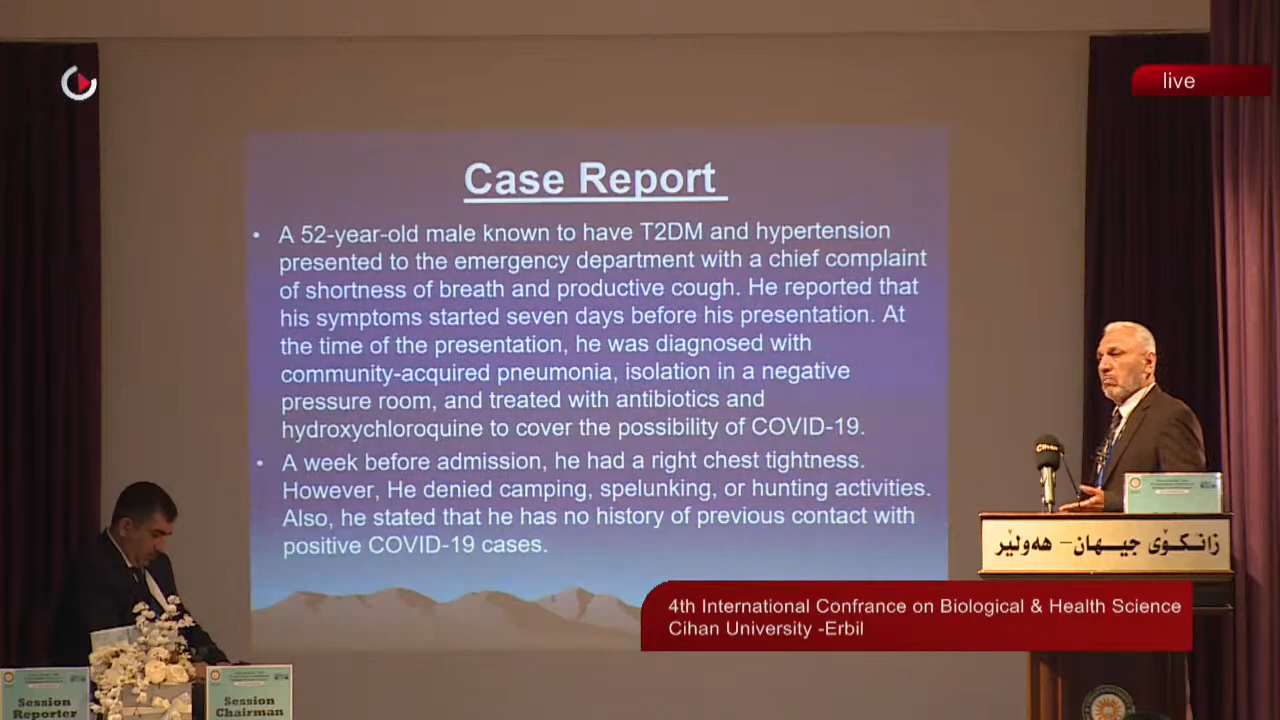 live
Case Report
• A 52-year-old male known to have T2DM and hypertension
presented to the emergency department with a chief complaint
of shortness of breath and productive cough. He reported that
his symptoms started seven days before his presentation. At
the time of the presentation, he was diagnosed with
community-acquired pneumonia, isolation in a negative
pressure room, and treated with antibiotics and
hydroxychloroquine to cover the possibility of COVID-19.
• A week before admission, he had a right chest tightness.
However, He denied camping, spelunking, or hunting activities.
Also, he stated that he has no history of previous contact with
positive COVID-19 cases.
Cihan
زانکۆی جیهان - هەولێر
4th International Confrance on Biological & Health Science
Cihan University -Erbil
Session
Reporter
Session
Chairman